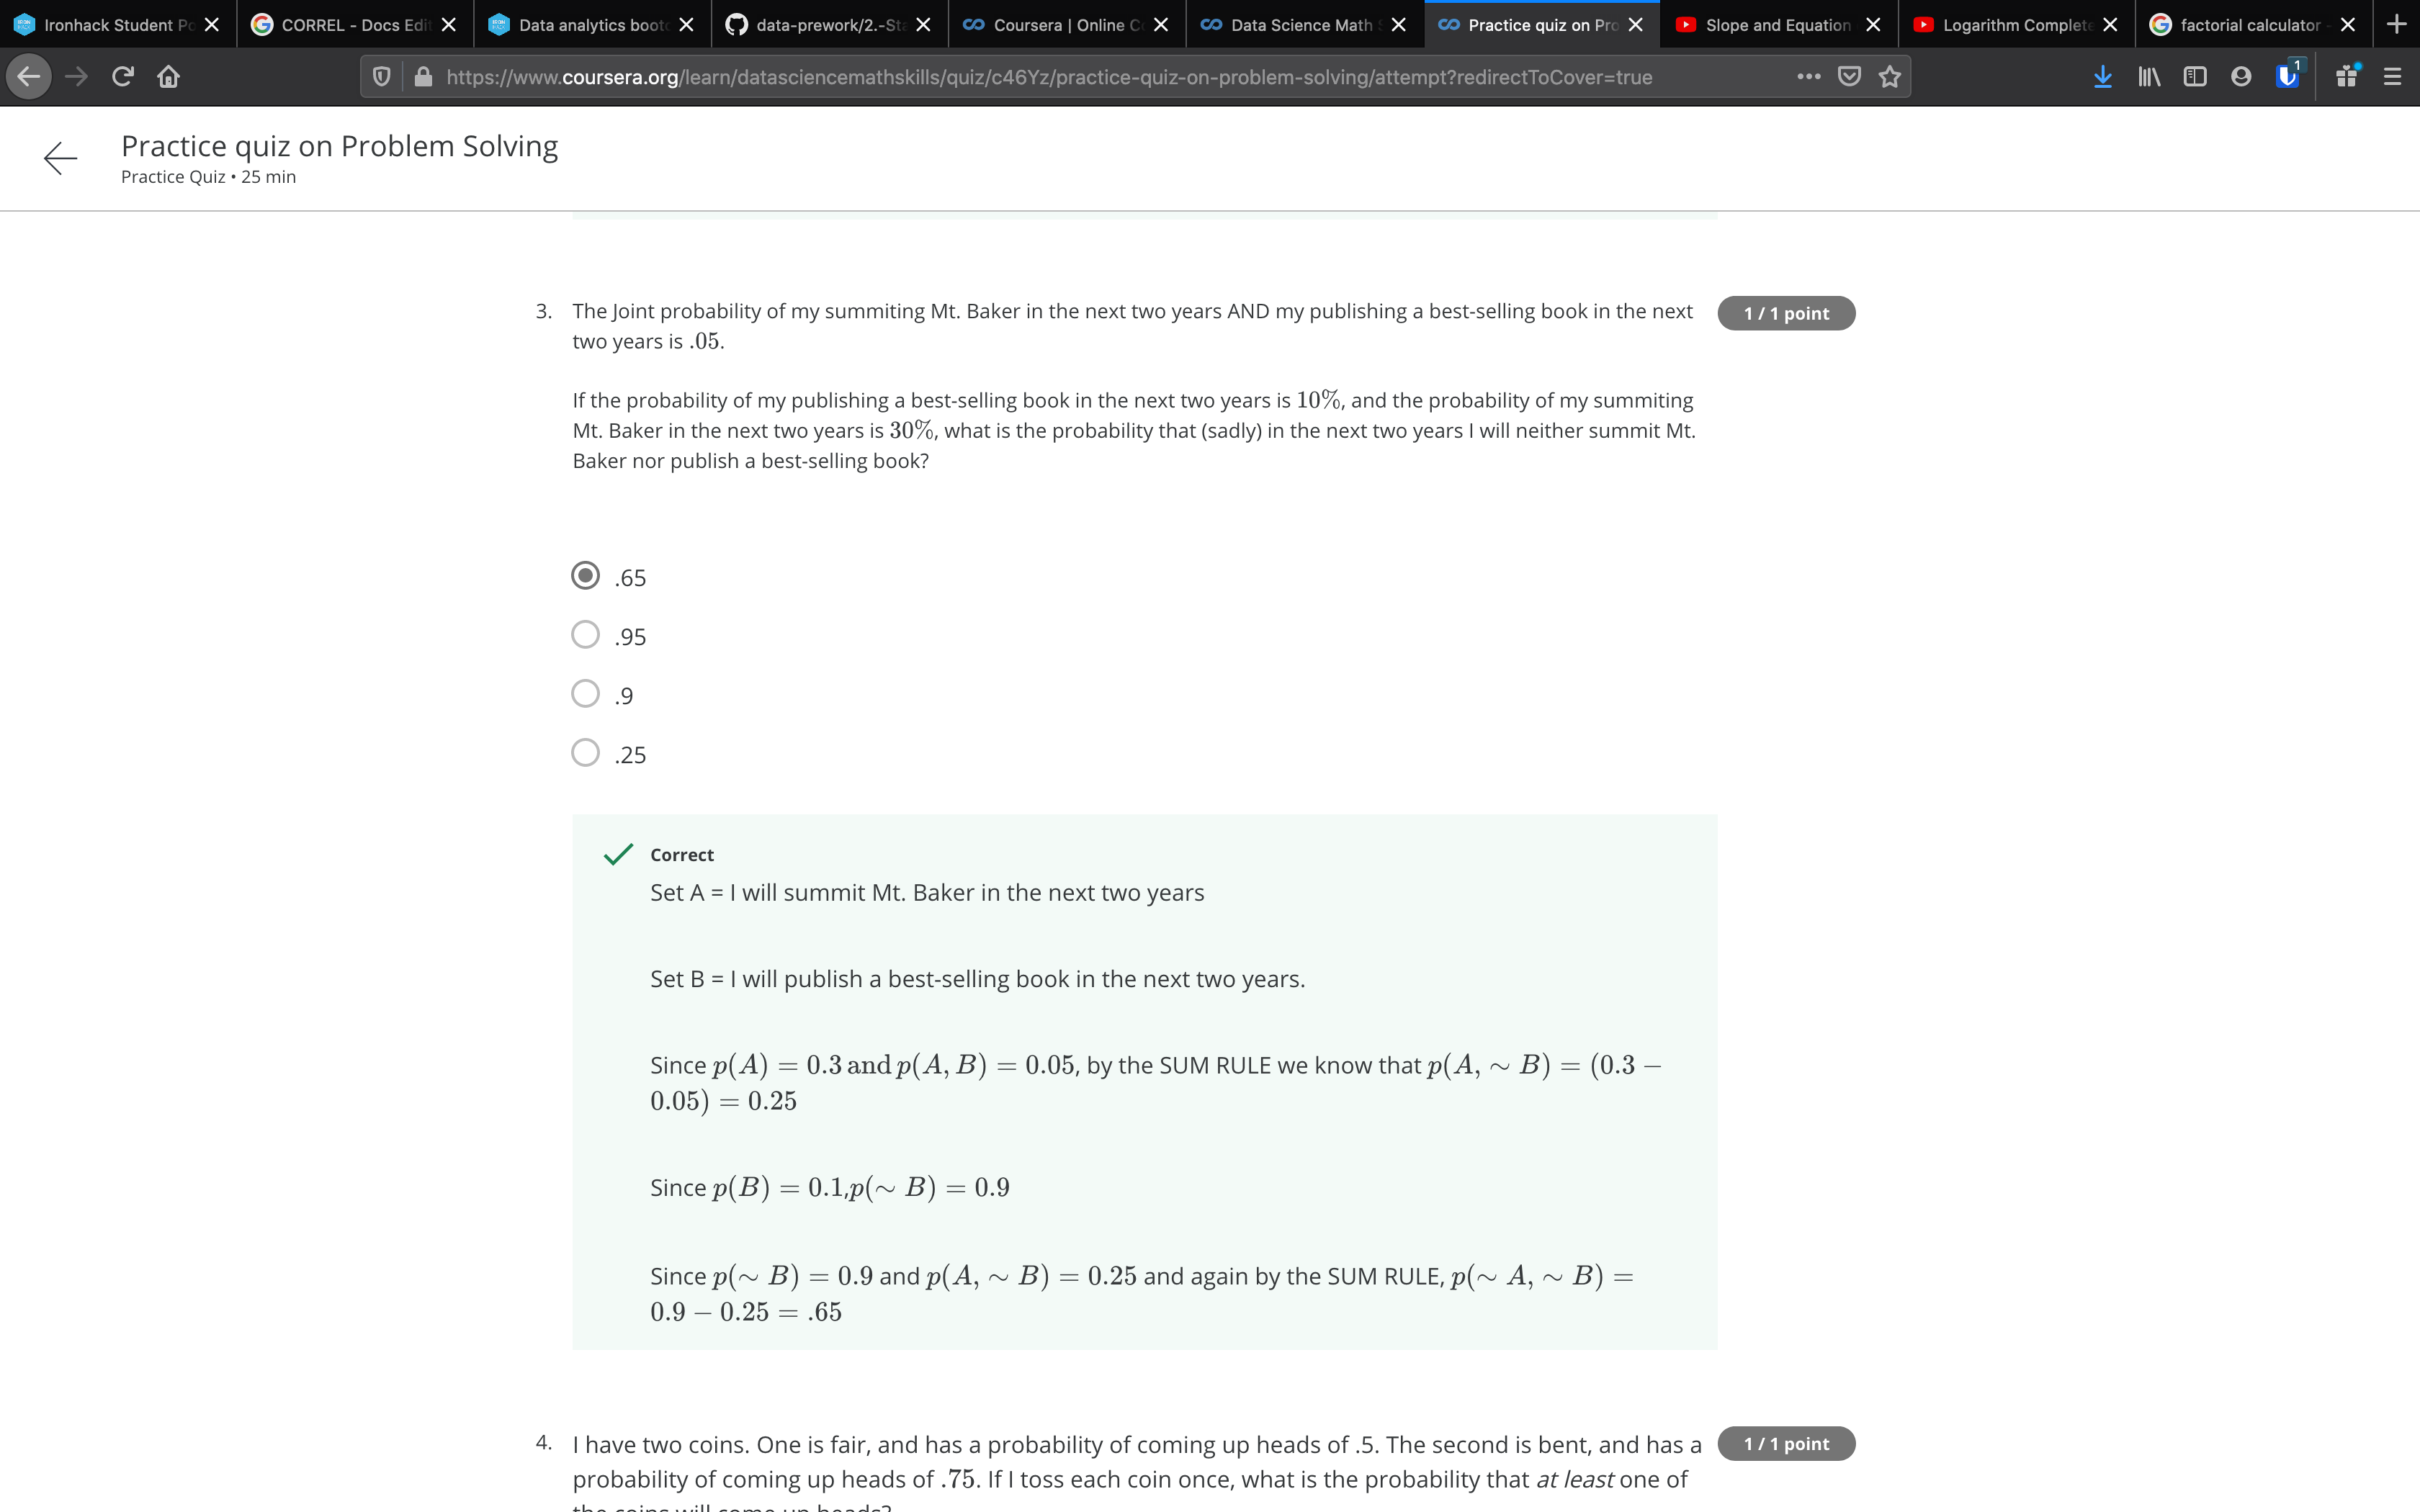 Ironhack Student Po
CORREL - Docs Edit
Data analytics bootc
data-prework/2.-Sta
Coursera | Online Co
Data Science Math S
Practice quiz on Pro
Slope and Equation
Logarithm Complete
factorial calculator -
https://www.coursera.org/learn/datasciencemathskills/quiz/c46Yz/practice-quiz-on-problem-solving/attempt?redirectToCover=true
1
Practice quiz on Problem Solving
Practice Quiz • 25 min
3. The Joint probability of my summiting Mt. Baker in the next two years AND my publishing a best-selling book in the next
two years is .05.
1 / 1 point
If the probability of my publishing a best-selling book in the next two years is 10%, and the probability of my summiting
Mt. Baker in the next two years is 30%, what is the probability that (sadly) in the next two years I will neither summit Mt.
Baker nor publish a best-selling book?
.65
.95
.9
.25
Correct
Set A = I will summit Mt. Baker in the next two years
Set B = I will publish a best-selling book in the next two years.
Since p(A) = 0.3 and p(A, B) = 0.05, by the SUM RULE we know that p(A, ∼ B) = (0.3 −
0.05) = 0.25
Since p(B) = 0.1,p(∼ B) = 0.9
Since p(∼ B) = 0.9 and p(A, ∼ B) = 0.25 and again by the SUM RULE, p(∼ A, ∼ B) =
0.9 − 0.25 = .65
4. I have two coins. One is fair, and has a probability of coming up heads of .5. The second is bent, and has a
1 / 1 point
probability of coming up heads of .75. If I toss each coin once, what is the probability that at least one of
the coins will come up heads?